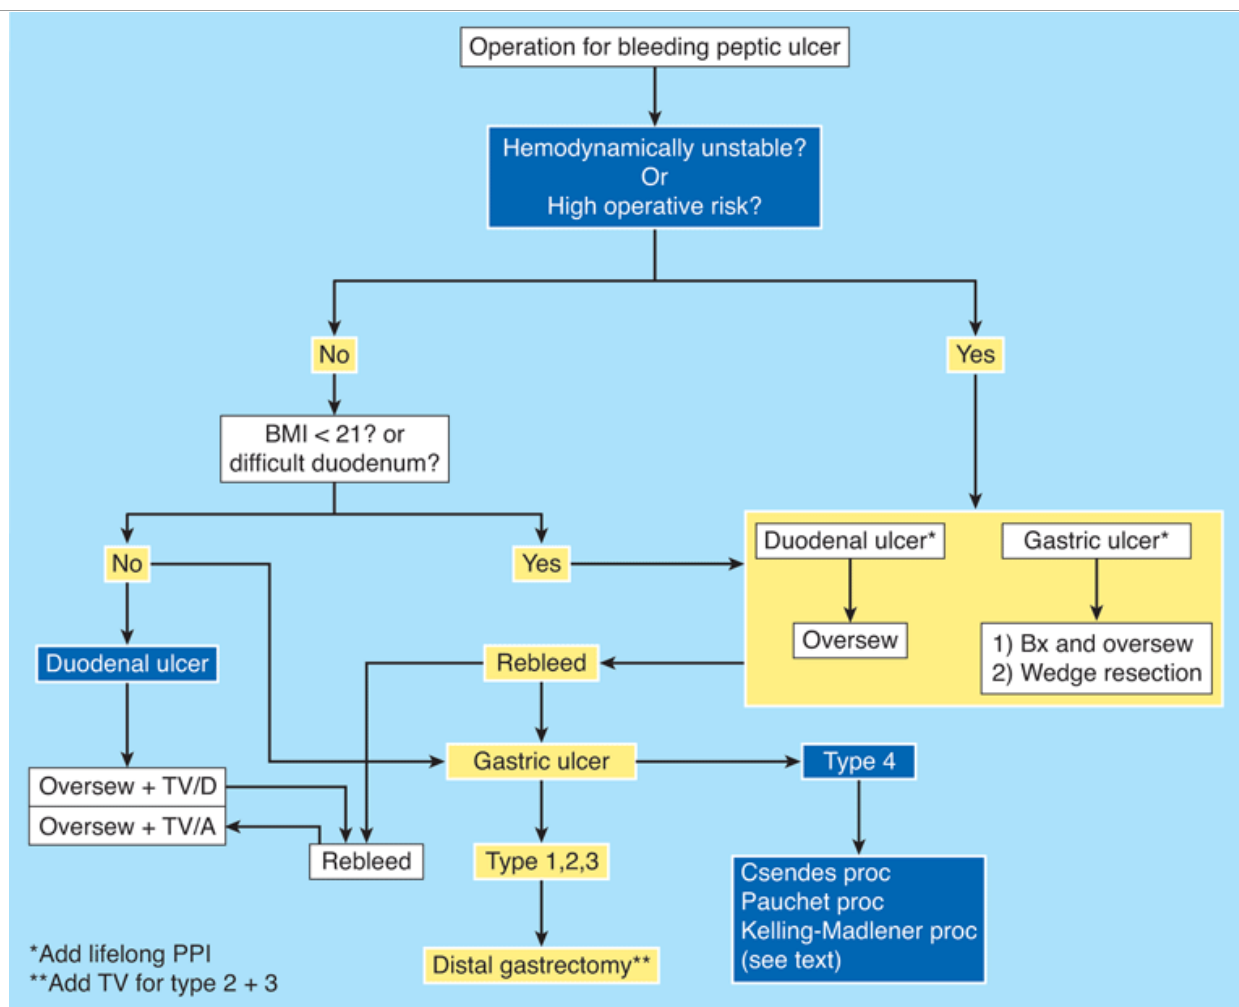 Operation for bleeding peptic ulcer
Hemodynamically unstable?
Or
High operative risk?
No
Yes
BMI < 21? or
difficult duodenum?
No
Yes
Duodenal ulcer*
Gastric ulcer*
Oversew
1) Bx and oversew
2) Wedge resection
Duodenal ulcer
Rebleed
Gastric ulcer
Type 4
Oversew + TV/D
Oversew + TV/A
Rebleed
Type 1,2,3
Csendes proc
Pauchet proc
Kelling-Madlener proc
(see text)
Distal gastrectomy**
*Add lifelong PPI
**Add TV for type 2 + 3